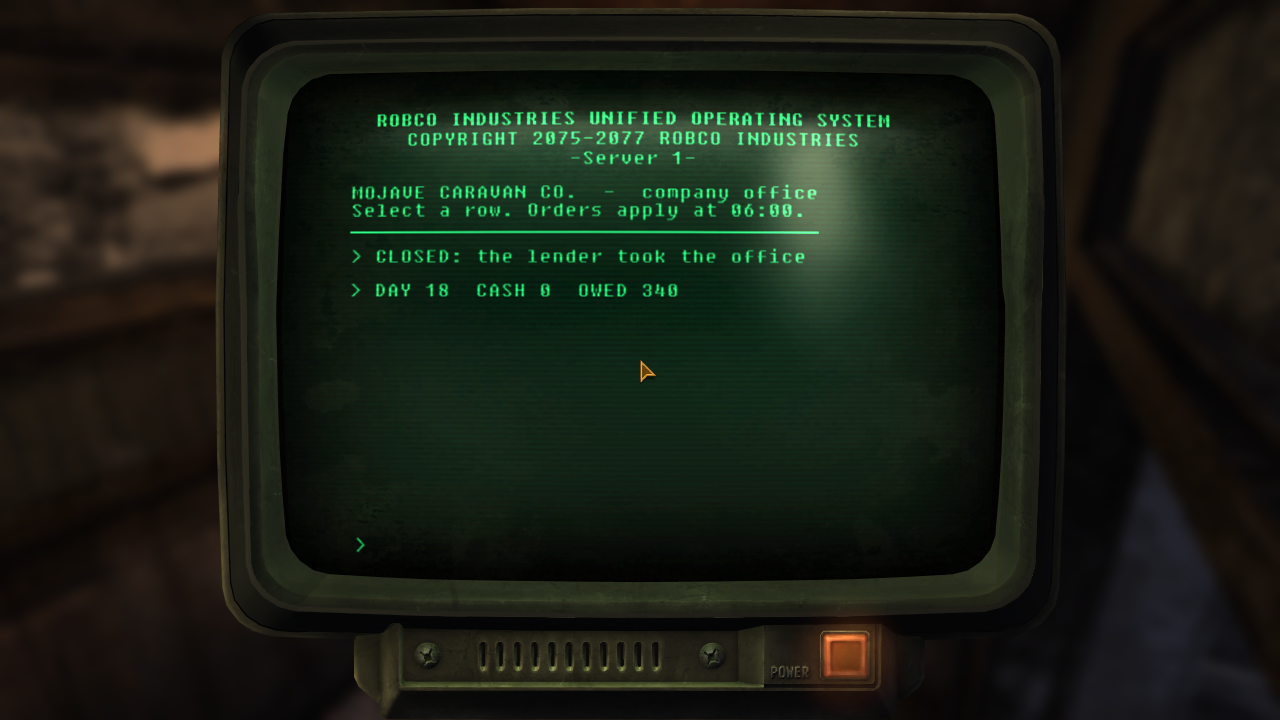 ROBCO INDUSTRIES UNIFIED OPERATING SYSTEM
COPYRIGHT 2075-2077 ROBCO INDUSTRIES
-Server 1-
MOJAVE CARAVAN CO. - company office
Select a row. Orders apply at 06:00.
> CLOSED: the lender took the office
> DAY 18 CASH 0 OWED 340
>
POWER